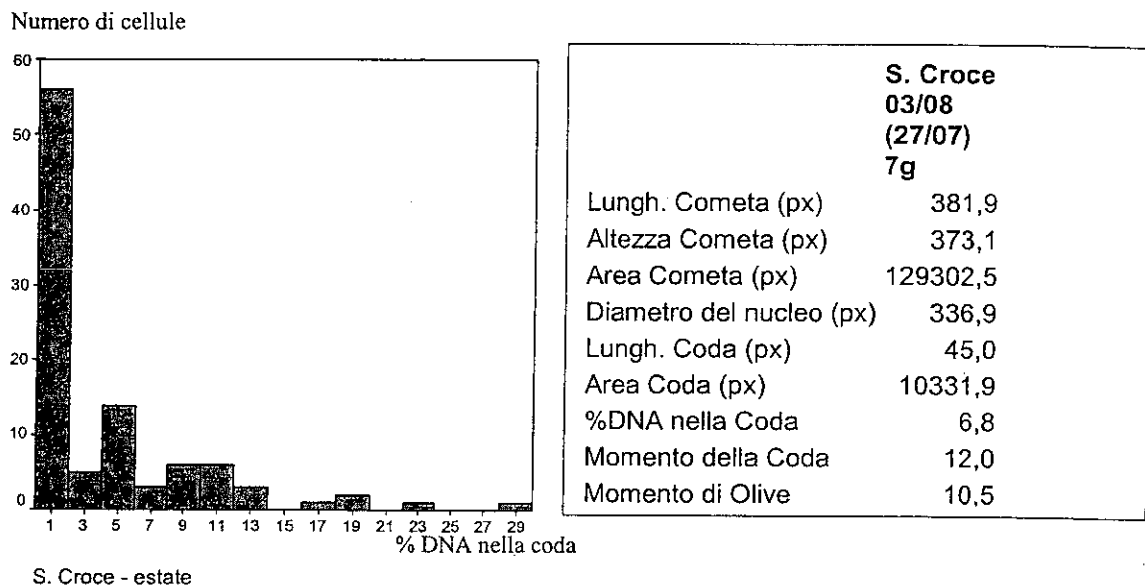 Numero di cellule
60
50
40
30
20
10
0
1 3 5 7 9 11 13 15 17 19 21 23 25 27 29
% DNA nella coda
S. Croce - estate
S. Croce
03/08
(27/07)
7g
Lungh. Cometa (px) 381,9
Altezza Cometa (px) 373,1
Area Cometa (px) 129302,5
Diametro del nucleo (px) 336,9
Lungh. Coda (px) 45,0
Area Coda (px) 10331,9
%DNA nella Coda 6,8
Momento della Coda 12,0
Momento di Olive 10,5